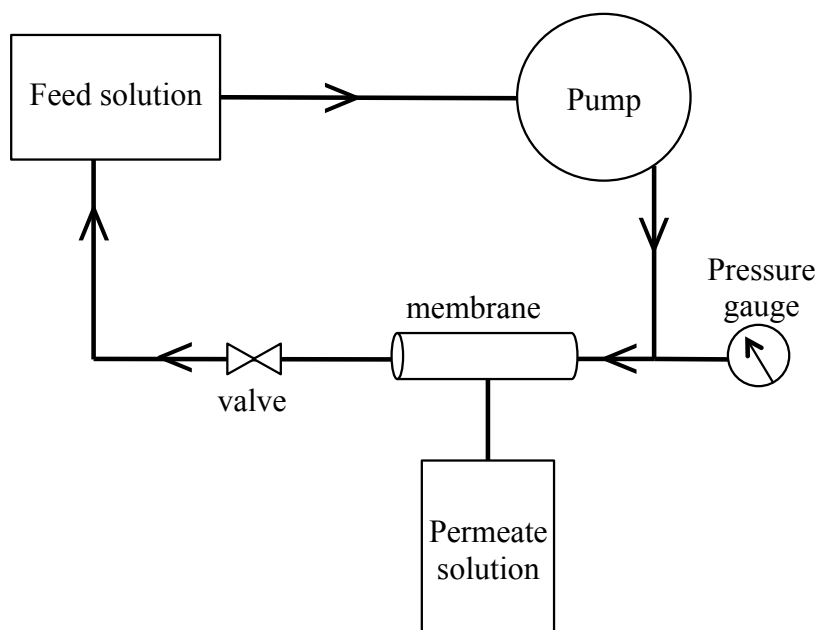 Feed solution
Pump
Pressure
gauge
membrane
valve
Permeate
solution